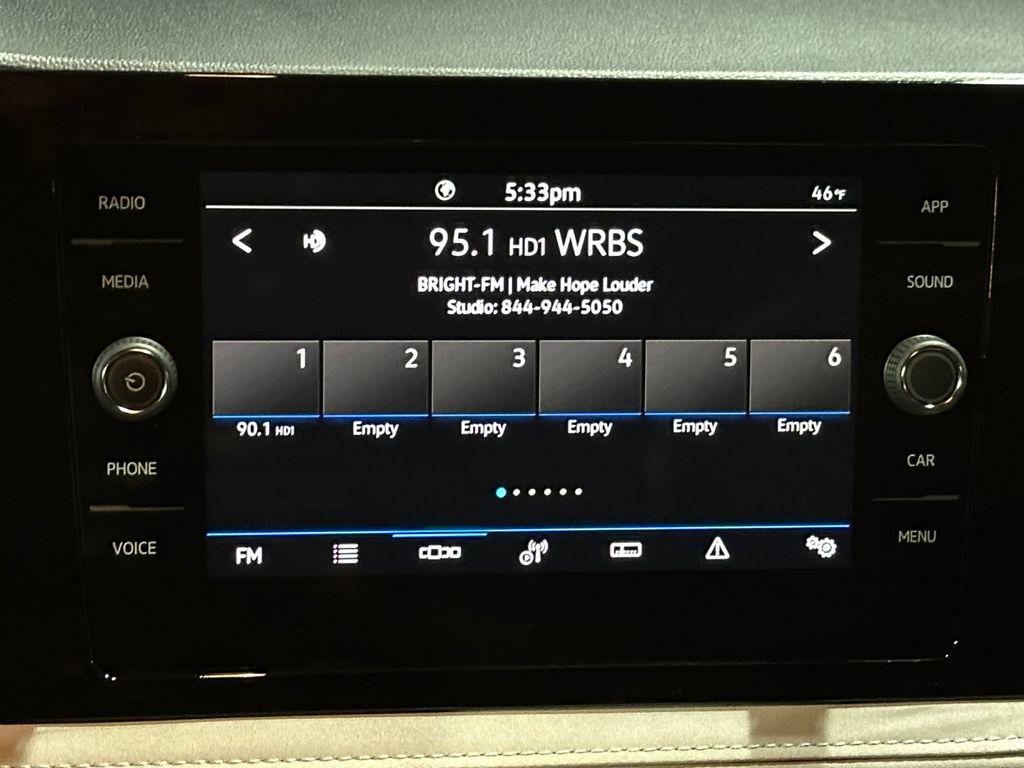 RADIO
MEDIA
PHONE
VOICE
5:33pm
46°F
HD
95.1 HD1 WRBS
BRIGHT-FM | Make Hope Louder
Studio: 844-944-5050
1
2
3
4
5
6
90.1 HD1
Empty
Empty
Empty
Empty
Empty
FM
APP
SOUND
CAR
MENU